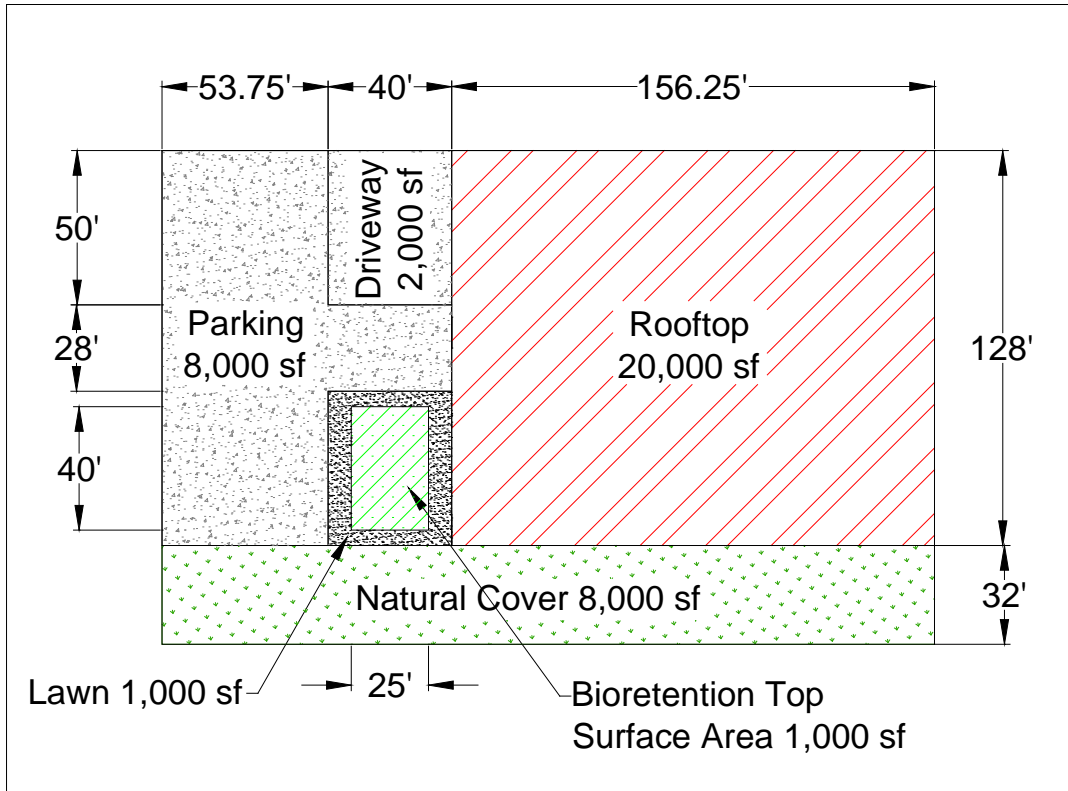 53.75'
40'
156.25'
50'
28'
40'
Driveway
2,000 sf
Parking
8,000 sf
Rooftop
20,000 sf
128'
32'
Natural Cover 8,000 sf
Lawn 1,000 sf
25'
Bioretention Top
Surface Area 1,000 sf